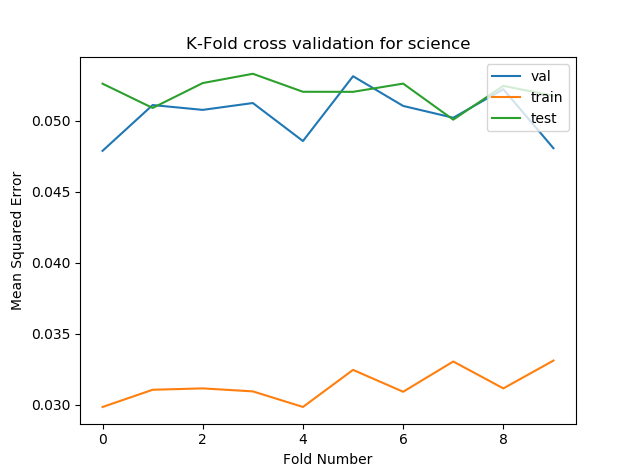 K-Fold cross validation for science
val
train
test
0.050
0.045
0.040
0.035
0.030
Mean Squared Error
0 2 4 6 8
Fold Number